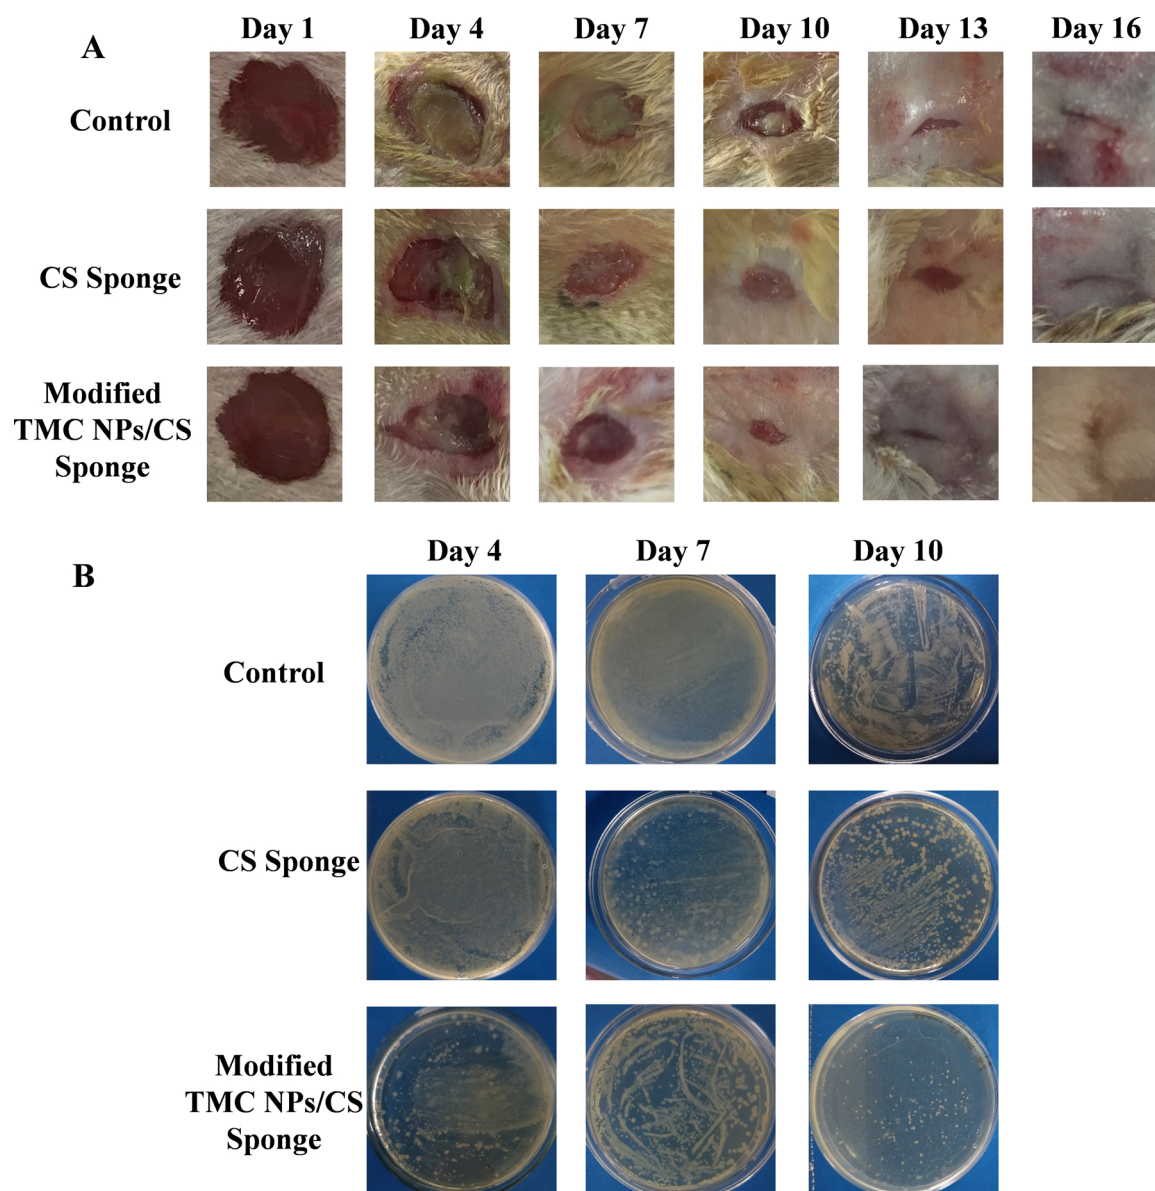 A
Day 1
Day 4
Day 7
Day 10
Day 13
Day 16
Control
CS Sponge
Modified
TMC NPs/CS
Sponge
B
Day 4
Day 7
Day 10
Control
CS Sponge
Modified
TMC NPs/CS
Sponge